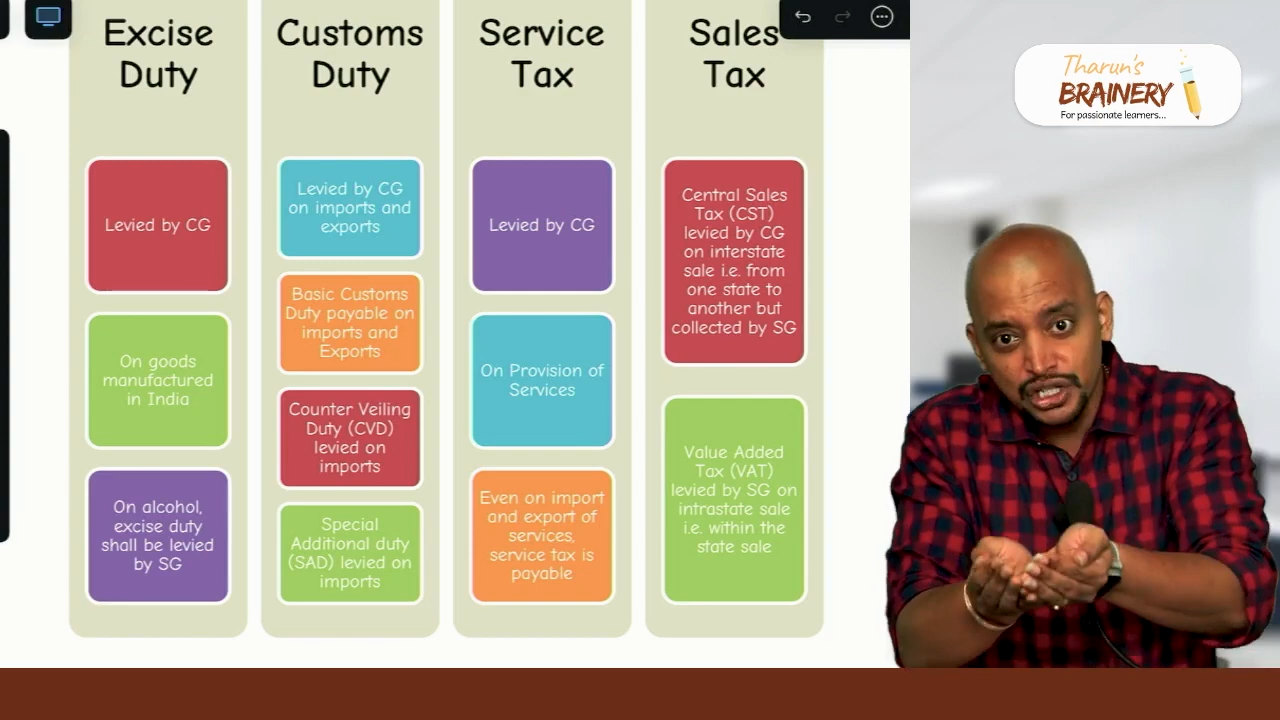 Excise
Duty
Levied by CG
On goods
manufactured
in India
On alcohol,
excise duty
shall be levied
by SG
Customs
Duty
Levied by CG
on imports and
exports
Basic Customs
Duty payable on
imports and
Exports
Counter Veiling
Duty (CVD)
levied on
imports
Special
Additional duty
(SAD) levied on
imports
Service
Tax
Levied by CG
On Provision of
Services
Even on import
and export of
services,
service tax is
payable
Sales
Tax
Central Sales
Tax (CST)
levied by CG
on interstate
sale i.e. from
one state to
another but
collected by SG
Value Added
Tax (VAT)
levied by SG on
intrastate sale
i.e. within the
state sale
Tharun's
BRAINERY
For passionate learners...